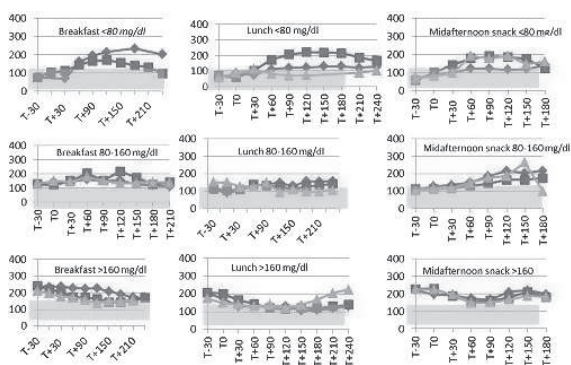 Breakfast <80 mg/dl
400
300
200
100
0
T-30
T+30
T+90
T+150
T+210
Lunch <80 mg/dl
400
300
200
100
0
T-30
T0
T+30
T+60
T+90
T+120
T+150
T+180
T+210
T+240
Midafternoon snack <80 mg/dl
400
300
200
100
0
T-30
T0
T+30
T+60
T+90
T+120
T+150
T+180
Breakfast 80-160 mg/dl
400
300
200
100
0
T-30
T0
T+30
T+60
T+90
T+120
T+150
T+180
T+210
Lunch 80-160 mg/dl
400
300
200
100
0
T-30
T+30
T+90
T+150
T+210
Midafternoon snack 80-160 mg/dl
400
300
200
100
0
T-30
T0
T+30
T+60
T+90
T+120
T+150
T+180
Breakfast >160 mg/dl
400
300
200
100
0
T-30
T+30
T+90
T+150
T+210
Lunch >160 mg/dl
400
300
200
100
0
T-30
T0
T+30
T+60
T+90
T+120
T+150
T+180
T+210
T+240
Midafternoon snack >160
400
300
200
100
0
T-30
T0
T+30
T+60
T+90
T+120
T+150
T+180